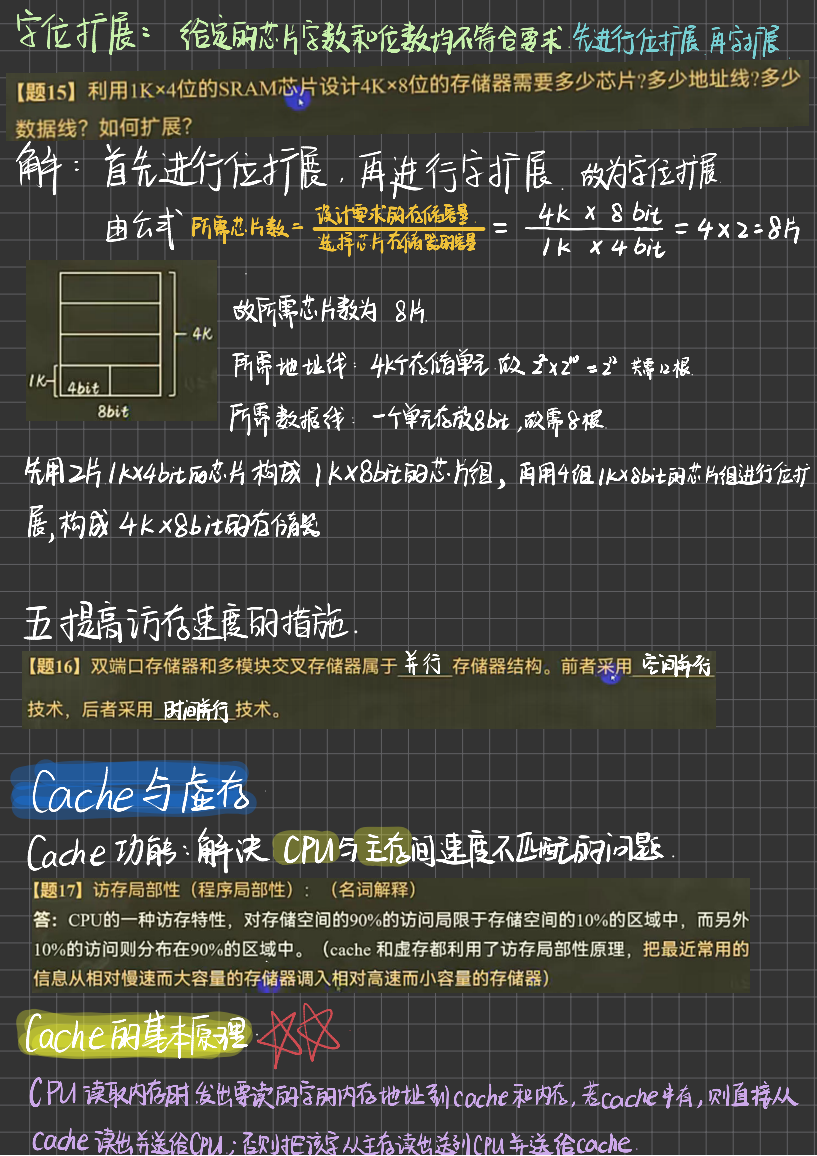 字位扩展： 给定的芯片字数和位数均不符合要求 先进行位扩展 再字扩展
【题15】利用1K×4位的SRAM芯片设计4K×8位的存储器需要多少芯片?多少地址线?多少
数据线？如何扩展？
解：首先进行位扩展，再进行字扩展 故为字位扩展
由公式 所需芯片数= 设计要求的存储容量 / 选择芯片存储器的容量 = 4K × 8 bit / 1K × 4 bit = 4×2=8片
故所需芯片数为 8片
所需地址线：4K个存储单元 故 2²×2¹⁰=2¹² 共需12根
所需数据线：一个单元存放8bit,故需8根
4K
1K
4bit
8bit
先用2片1K×4bit的芯片构成 1K×8bit的芯片组，再用4组1K×8bit的芯片组进行位扩
展,构成 4K×8bit的存储器
五提高访存速度的措施.
【题16】双端口存储器和多模块交叉存储器属于 并行 存储器结构。前者采用 空间并行
技术，后者采用 时间并行 技术。
Cache与虚存
Cache功能：解决 CPU与主存间速度不匹配的问题.
【题17】访存局部性（程序局部性）：（名词解释）
答：CPU的一种访存特性，对存储空间的90%的访问局限于存储空间的10%的区域中，而另外
10%的访问则分布在90%的区域中。（cache 和虚存都利用了访存局部性原理，把最近常用的
信息从相对慢速而大容量的存储器调入相对高速而小容量的存储器）
Cache的基本原理
CPU读取内存时发出要读的字的内存地址到cache和内存,若cache中有,则直接从
cache读出并送给CPU;否则把该字从主存读出送到CPU并送给cache.